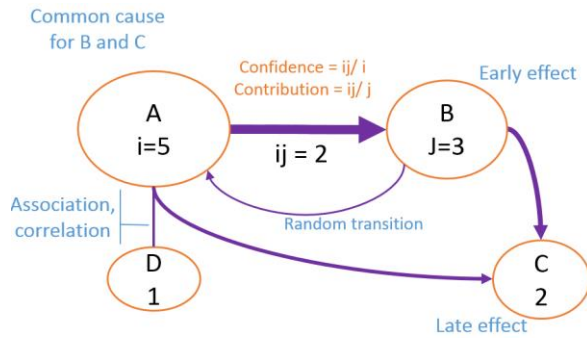 Common cause
for B and C
Confidence = ij/ i
Contribution = ij/ j
Early effect
A
i=5
B
J=3
ij = 2
Association,
correlation
Random transition
D
1
C
2
Late effect